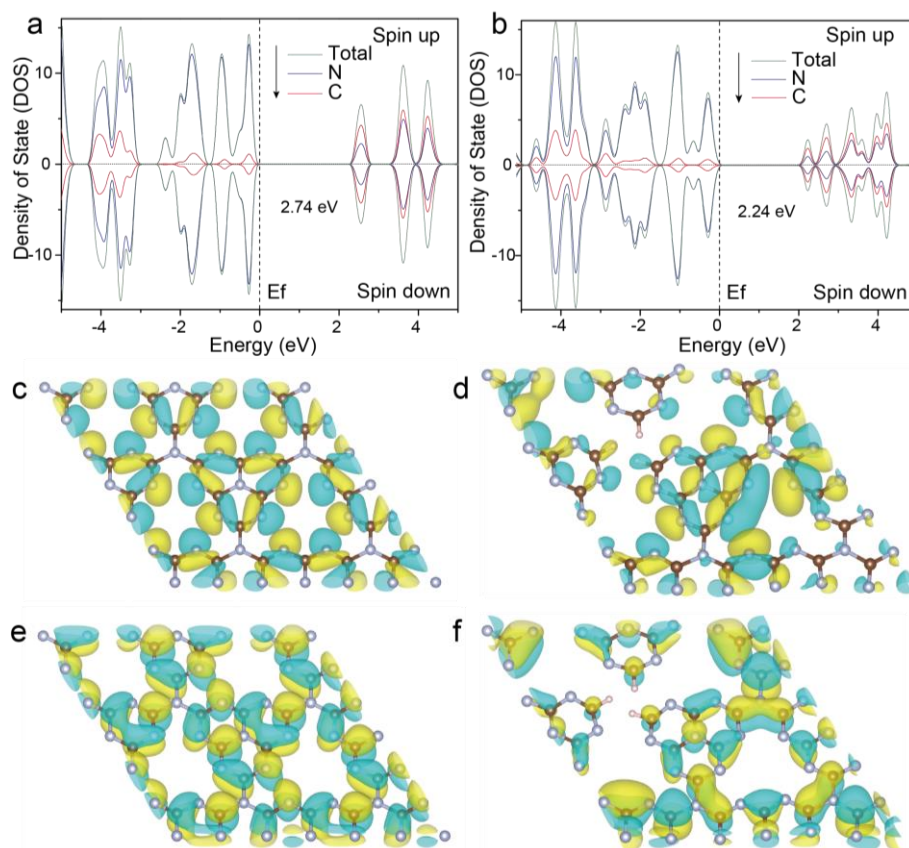 a
Spin up
Total
N
C
Density of State (DOS)
10
0
-10
2.74 eV
Ef
Spin down
-4
-2
0
2
4
Energy (eV)
b
Spin up
Total
N
C
Density of State (DOS)
10
0
-10
2.24 eV
Ef
Spin down
-4
-2
0
2
4
Energy (eV)
c
d
e
f